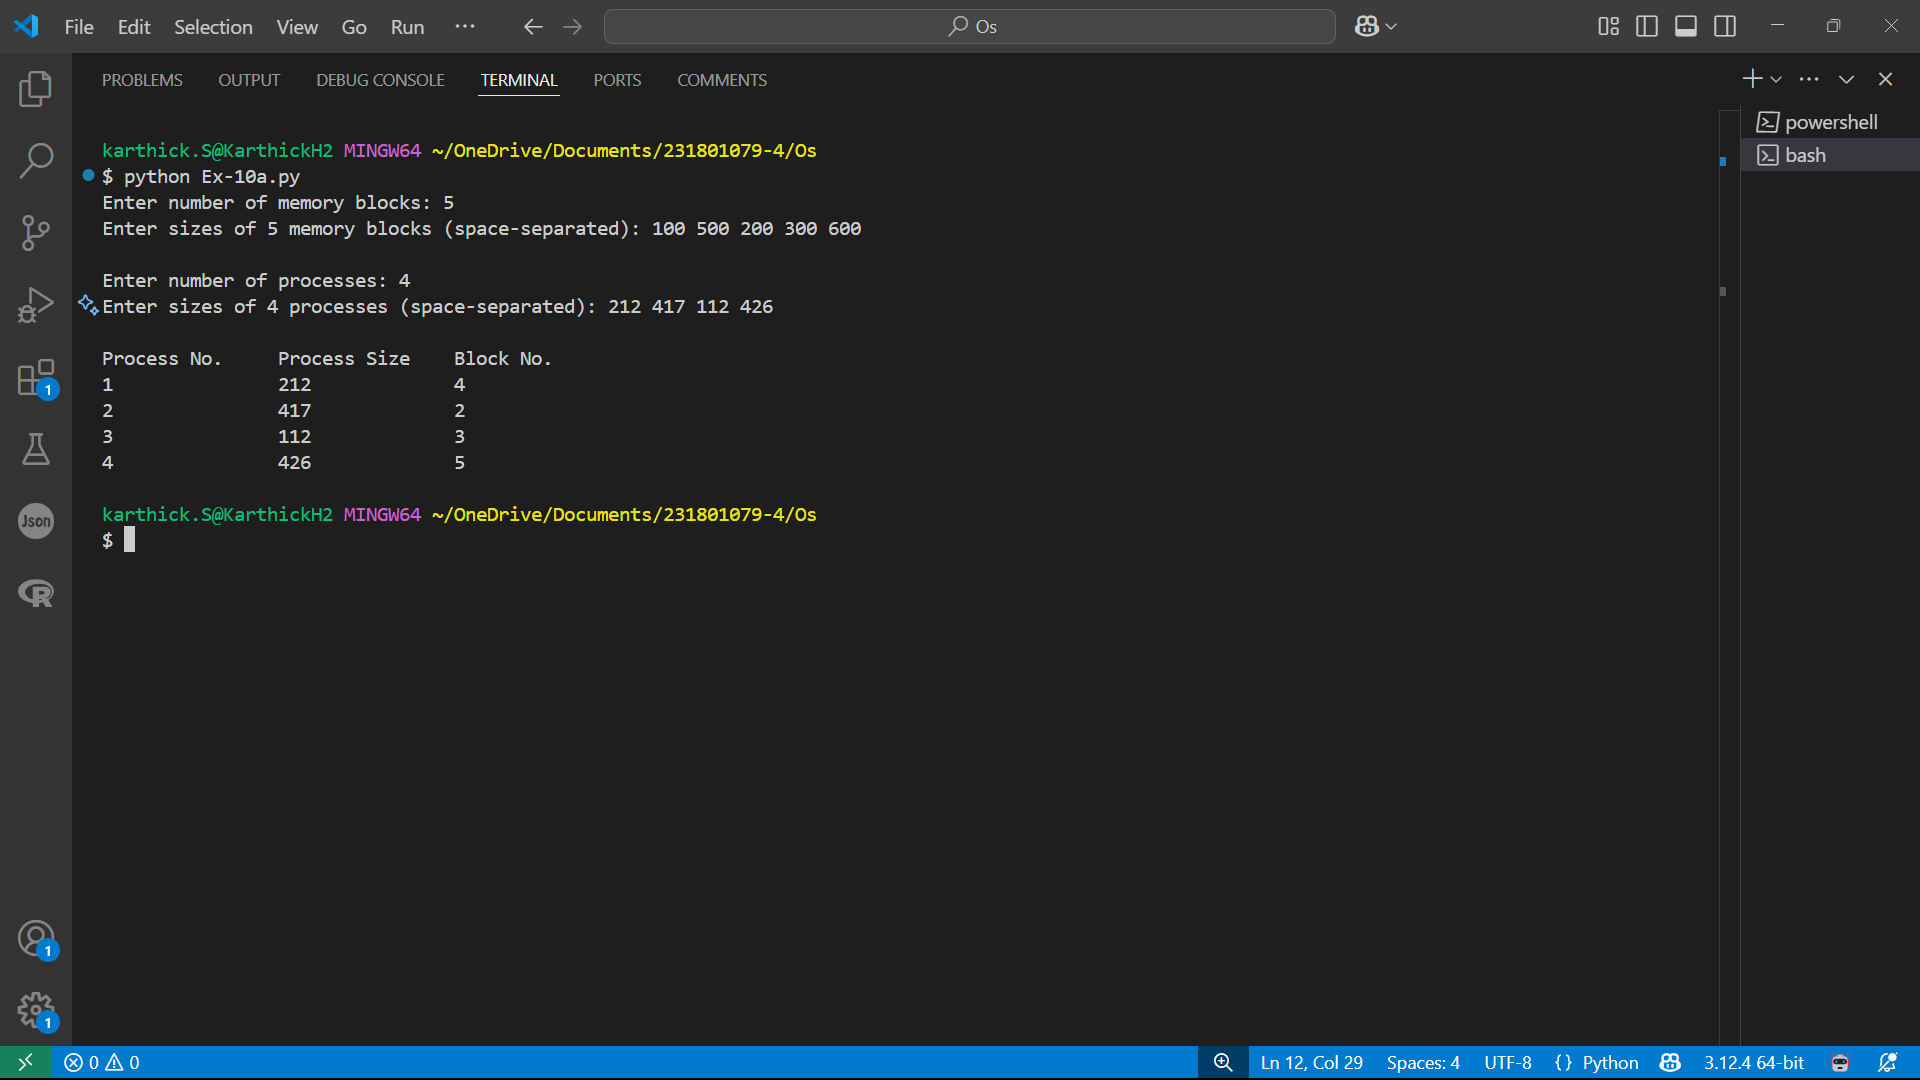 File Edit Selection View Go Run ... Os
PROBLEMS OUTPUT DEBUG CONSOLE TERMINAL PORTS COMMENTS
powershell
bash
karthick.S@KarthickH2 MINGW64 ~/OneDrive/Documents/231801079-4/Os
$ python Ex-10a.py
Enter number of memory blocks: 5
Enter sizes of 5 memory blocks (space-separated): 100 500 200 300 600
Enter number of processes: 4
Enter sizes of 4 processes (space-separated): 212 417 112 426
Process No. Process Size Block No.
1 212 4
2 417 2
3 112 3
4 426 5
karthick.S@KarthickH2 MINGW64 ~/OneDrive/Documents/231801079-4/Os
$
1
Json
R
1
1
0 0 Ln 12, Col 29 Spaces: 4 UTF-8 {} Python 3.12.4 64-bit